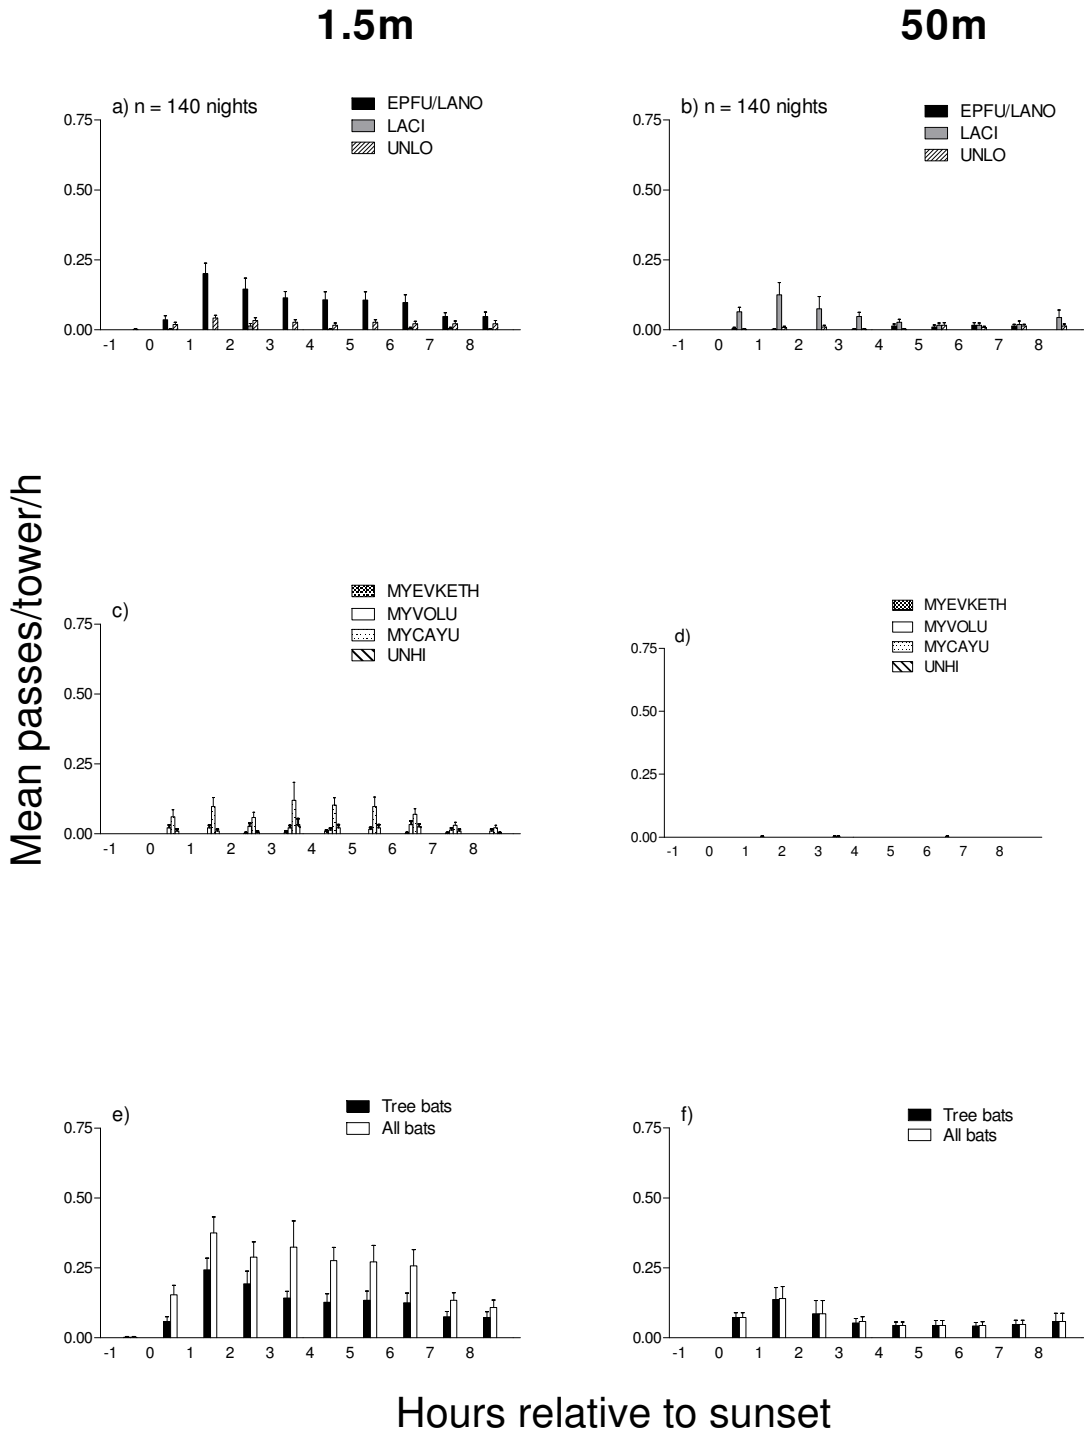 1.5m 50m
a) n = 140 nights
EPFU/LANO
LACI
UNLO
0.75
0.50
0.25
0.00
-1 0 1 2 3 4 5 6 7 8
b) n = 140 nights
EPFU/LANO
LACI
UNLO
0.75
0.50
0.25
0.00
-1 0 1 2 3 4 5 6 7 8
Mean passes/tower/h
c)
MYEVKETH
MYVOLU
MYCAYU
UNHI
0.75
0.50
0.25
0.00
-1 0 1 2 3 4 5 6 7 8
d)
MYEVKETH
MYVOLU
MYCAYU
UNHI
0.75
0.50
0.25
0.00
-1 0 1 2 3 4 5 6 7 8
e)
Tree bats
All bats
0.75
0.50
0.25
0.00
-1 0 1 2 3 4 5 6 7 8
f)
Tree bats
All bats
0.75
0.50
0.25
0.00
-1 0 1 2 3 4 5 6 7 8
Hours relative to sunset